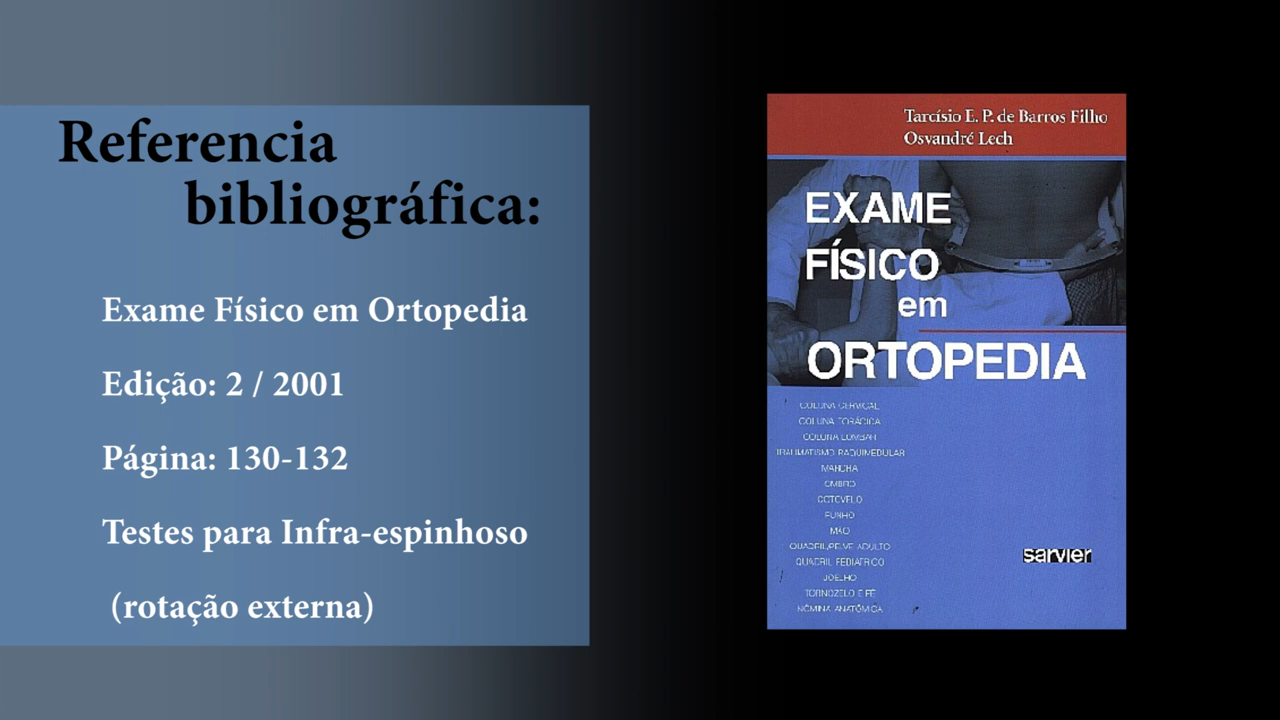 Referencia
bibliográfica:
Exame Físico em Ortopedia
Edição: 2 / 2001
Página: 130-132
Testes para Infra-espinhoso
(rotação externa)
Tarcísio E. P. de Barros Filho
Osvandré Lech
EXAME
FÍSICO
em
ORTOPEDIA
COLUNA CERVICAL
COLUNA TORÁCICA
COLUNA LOMBAR
TRAUMATISMO RAQUIMEDULAR
MARCHA
OMBRO
COTOVELO
PUNHO
MÃO
QUADRIL/PELVE ADULTO
QUADRIL PEDIÁTRICO
JOELHO
TORNOZELO E PÉ
NÔMINA ANATÔMICA
sarvier